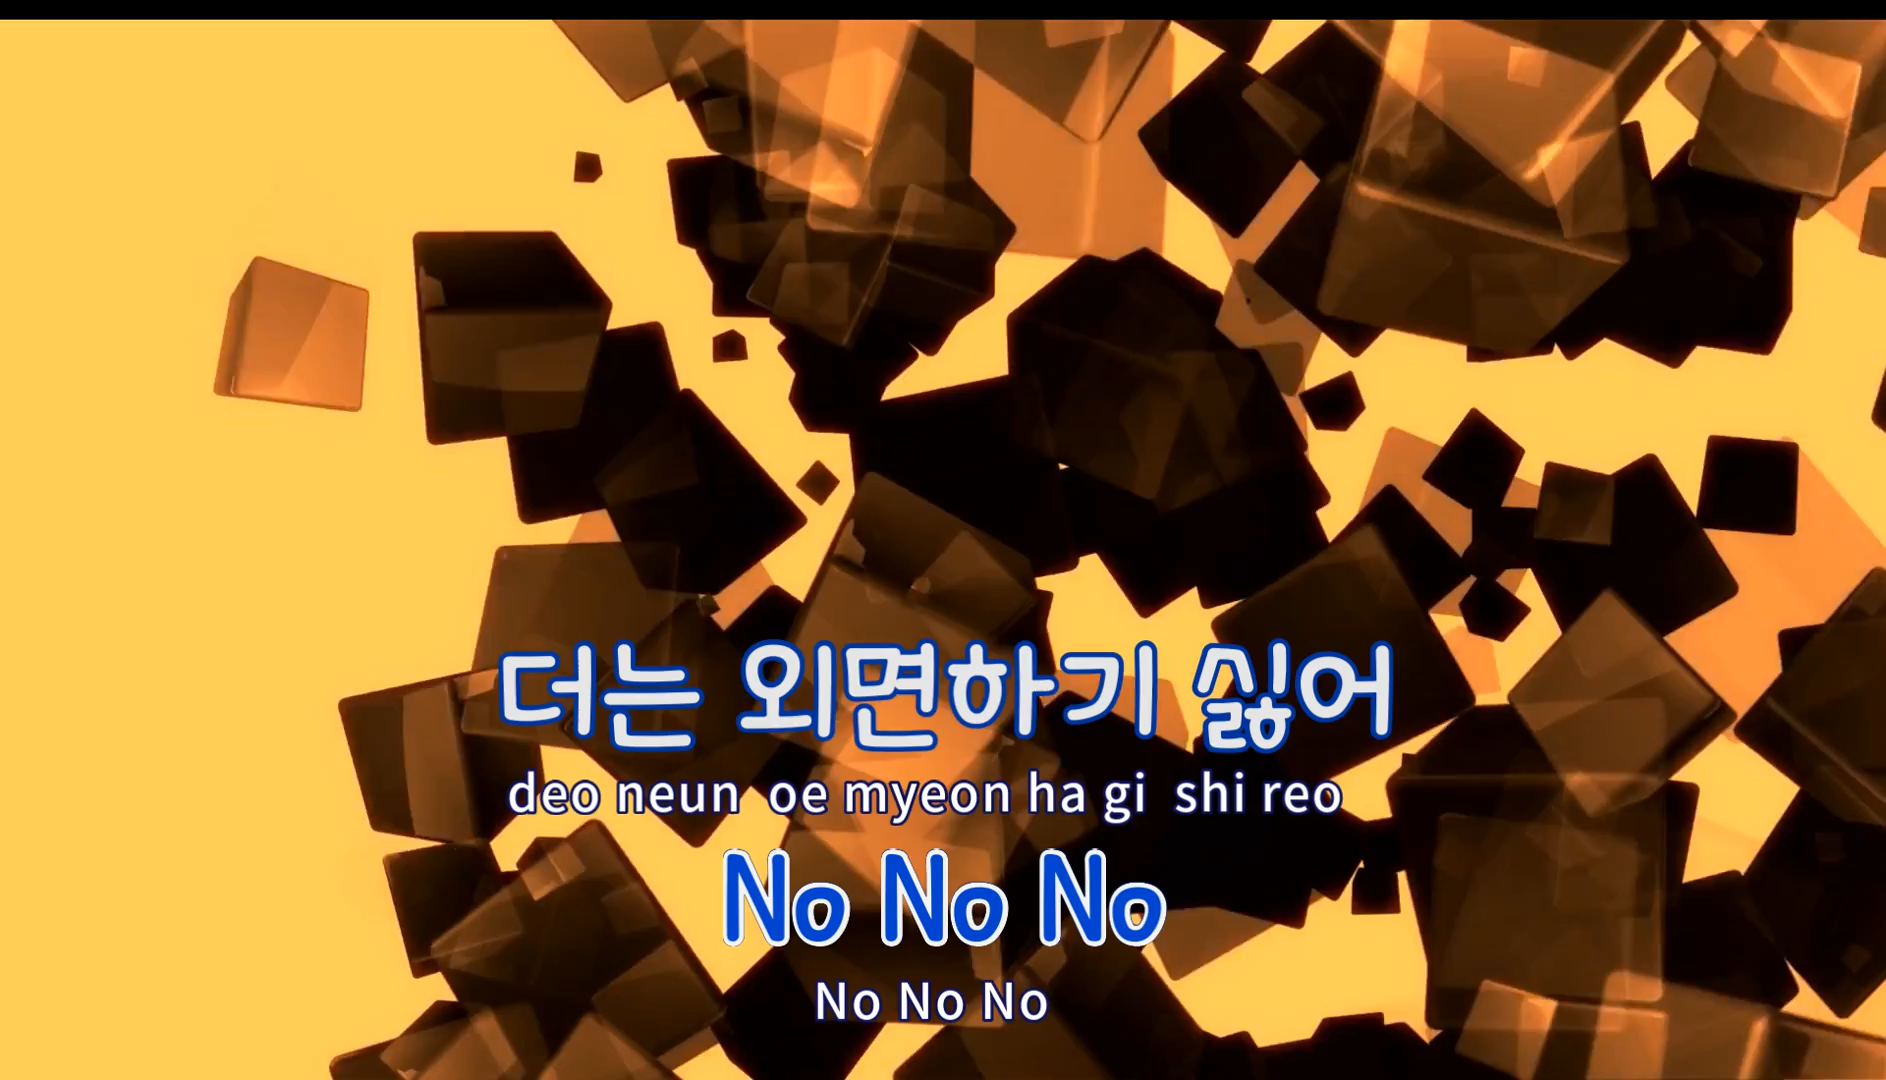 더는 외면하기 싫어
deo neun oe myeon ha gi shi reo
No No No
No No No